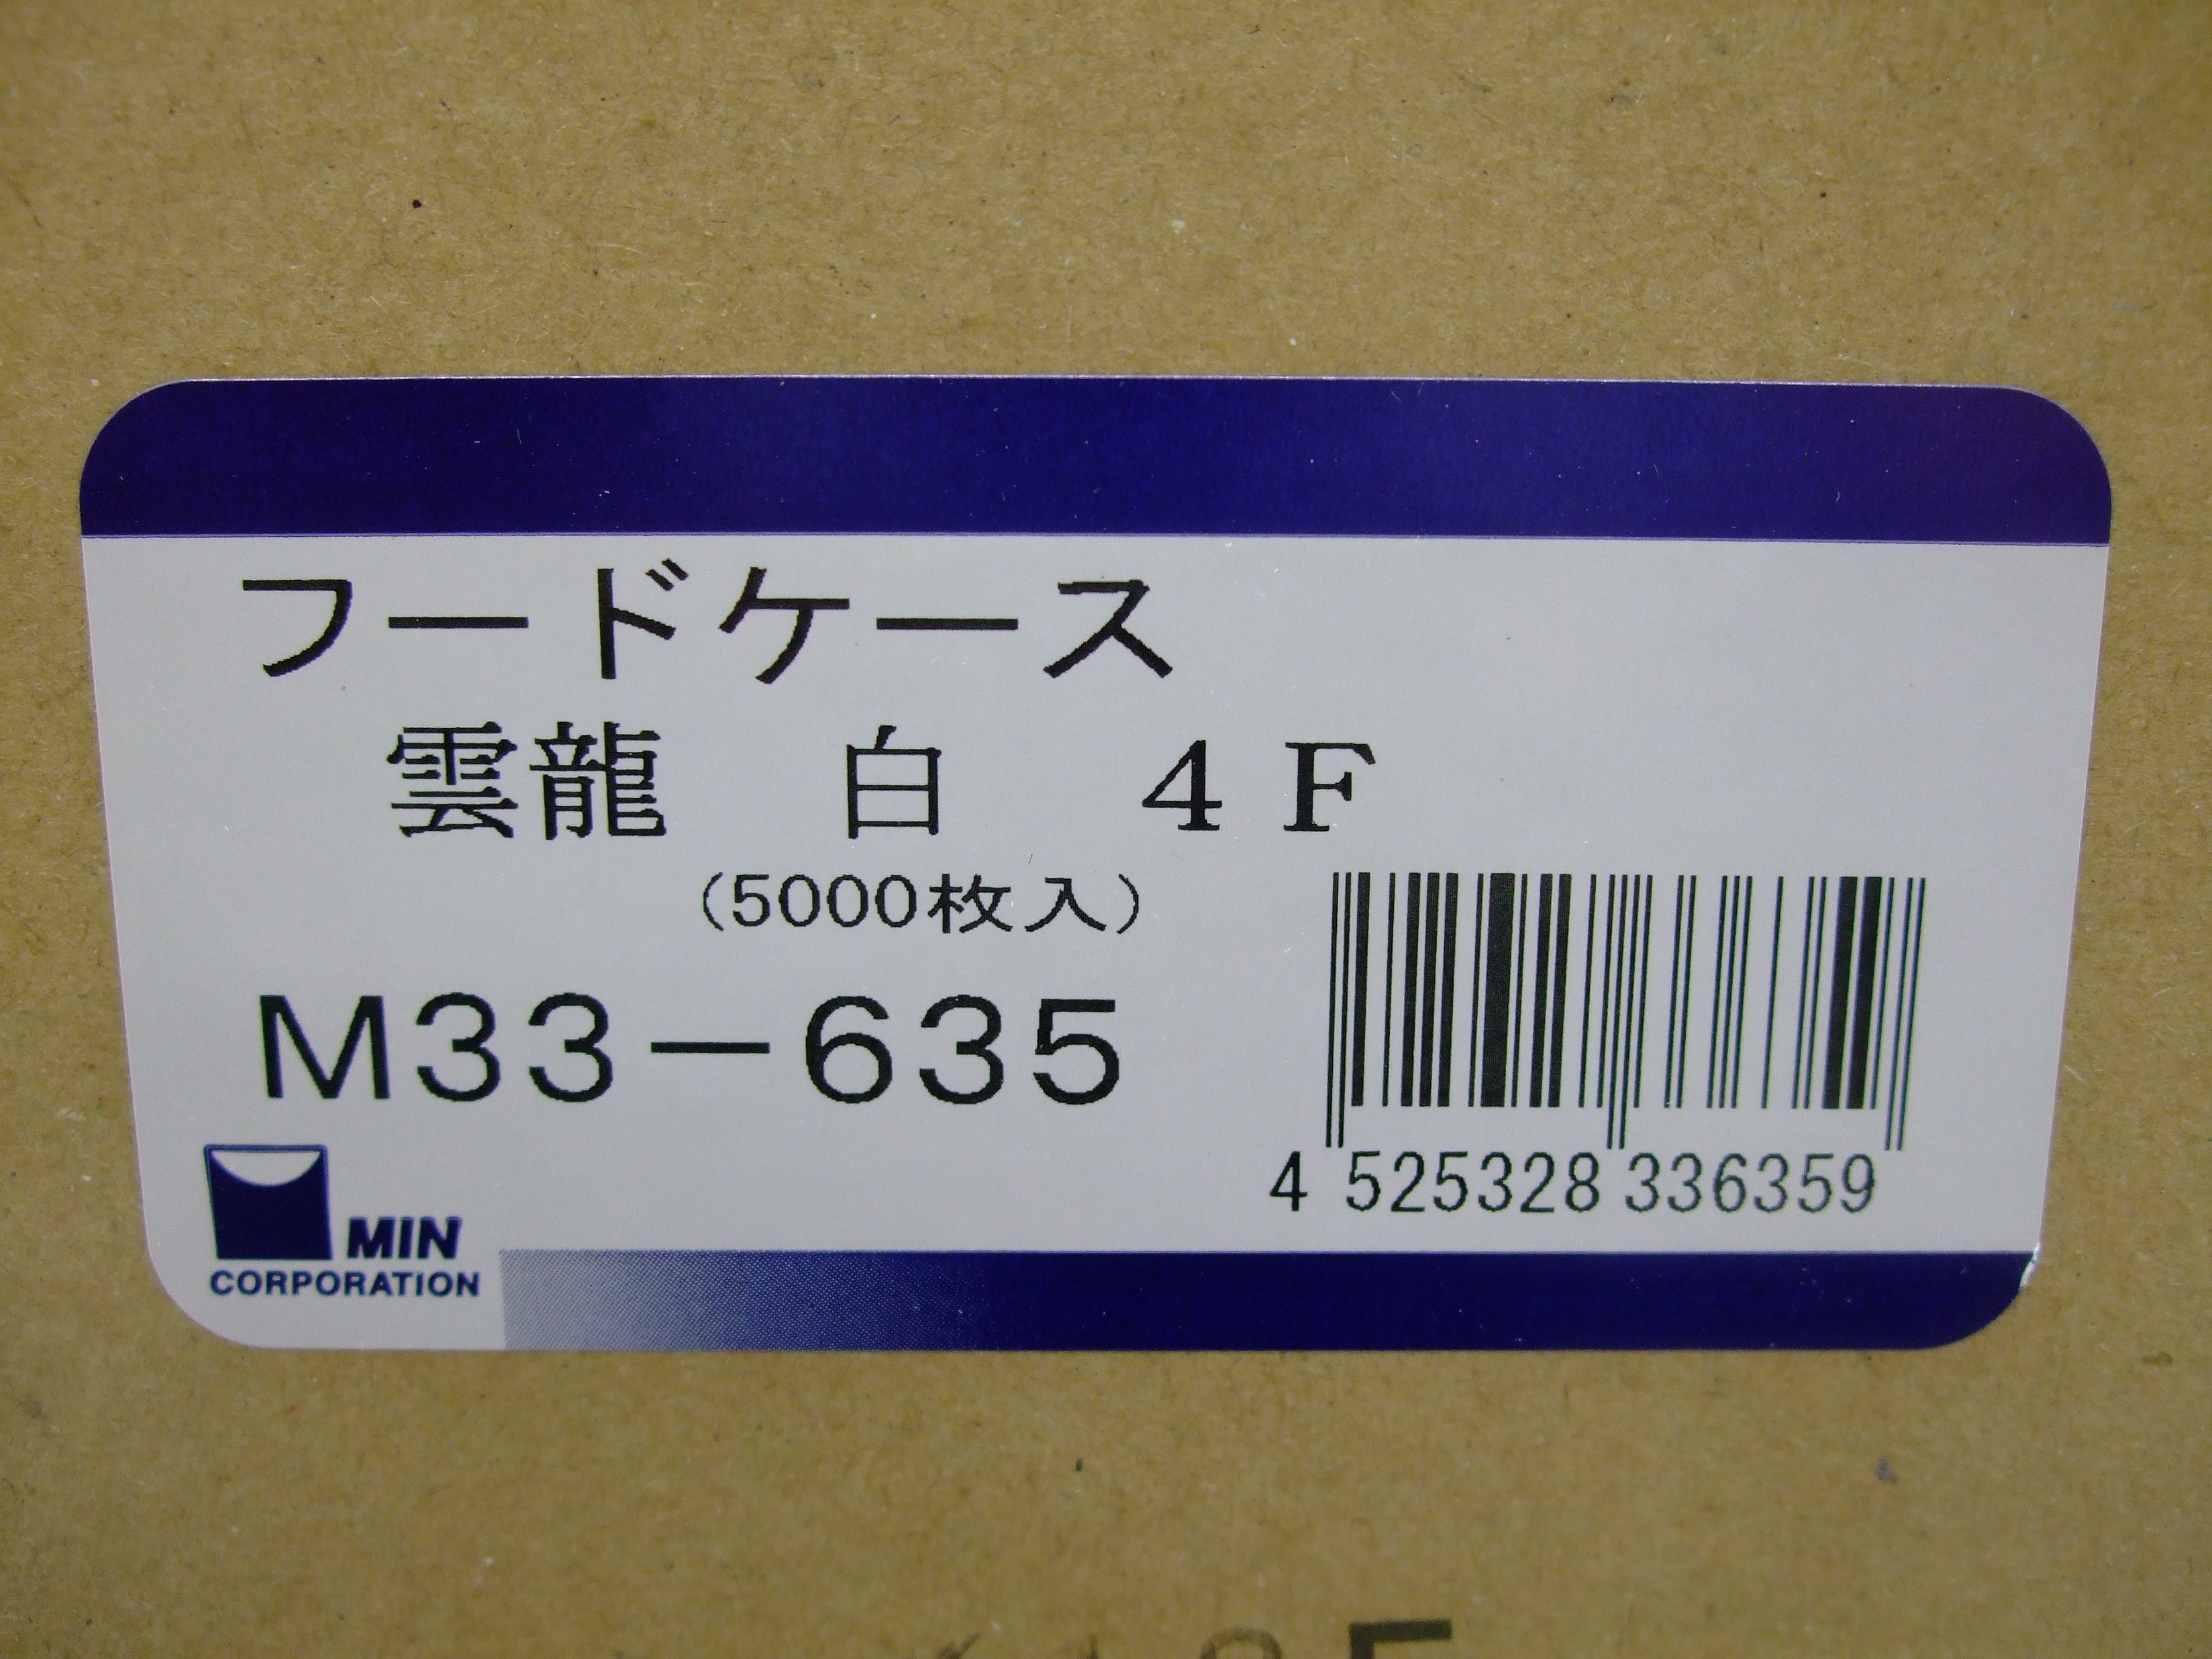 フードケース
雲龍　白　４Ｆ
(5000枚入)
M33－635
4 525328 336359
MIN
CORPORATION